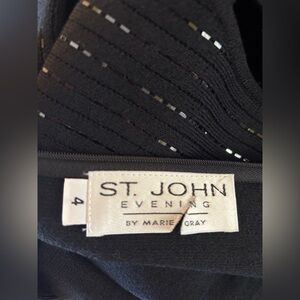 ST. JOHN
EVENING
BY MARIE GRAY
4